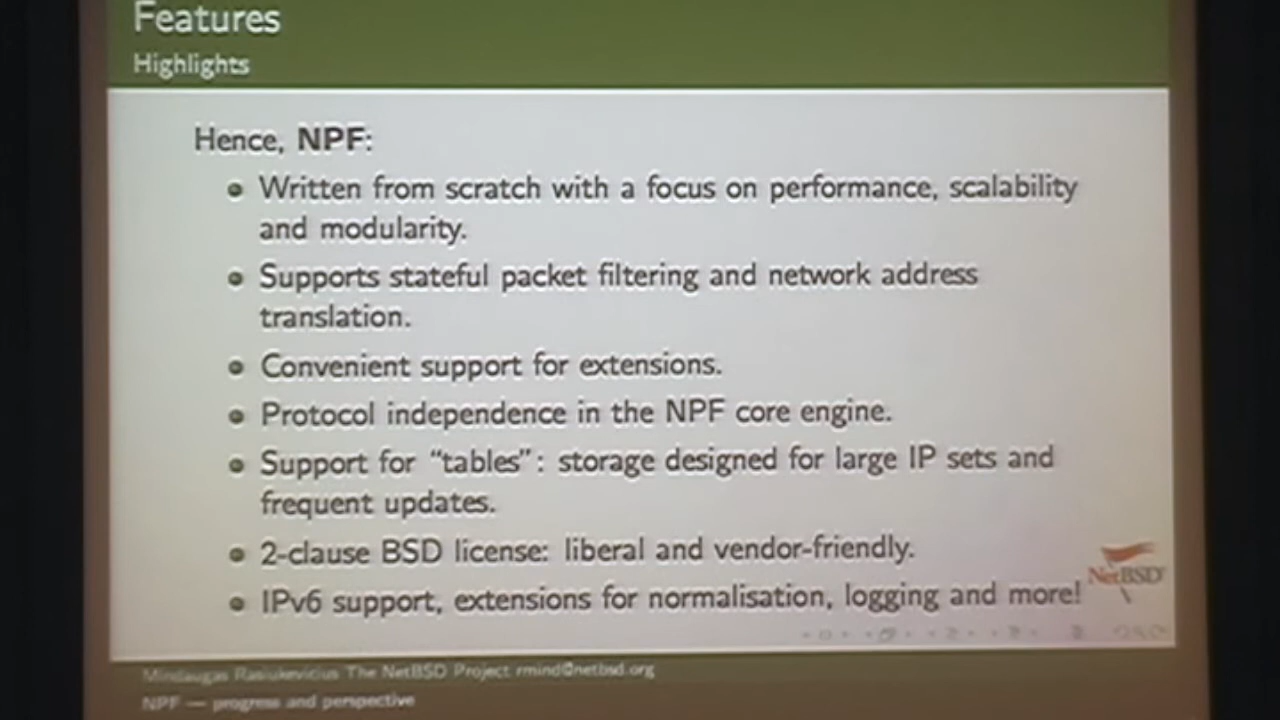 Features
Highlights
Hence, NPF:
Written from scratch with a focus on performance, scalability
and modularity.
Supports stateful packet filtering and network address
translation.
Convenient support for extensions.
Protocol independence in the NPF core engine.
Support for “tables”: storage designed for large IP sets and
frequent updates.
2-clause BSD license: liberal and vendor-friendly.
IPv6 support, extensions for normalisation, logging and more!
NetBSD
Mindaugas Rasiukevicius The NetBSD Project rmind@netbsd.org
NPF — progress and perspective